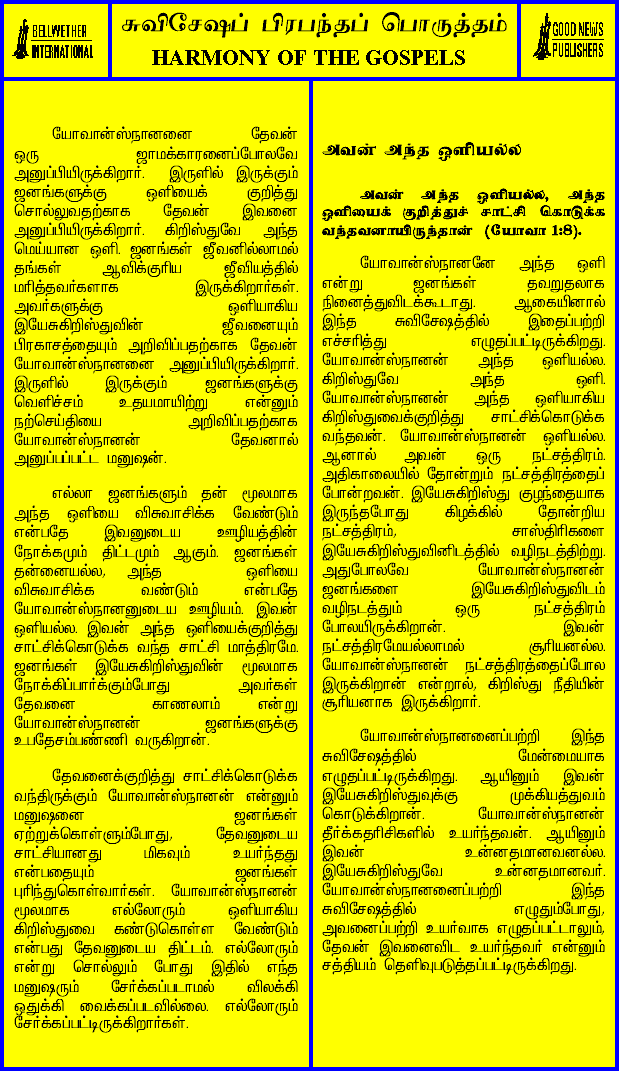 BELLWETHER
INTERNATIONAL
சுவிசேஷப் பிரபந்தப் பொருத்தம்
HARMONY OF THE GOSPELS
GOOD NEWS
PUBLISHERS
யோவான்ஸ்நானனை தேவன்
ஒரு ஜாமக்காரனைப்போலவே
அனுப்பியிருக்கிறார். இருளில் இருக்கும்
ஜனங்களுக்கு ஒளியைக் குறித்து
சொல்லுவதற்காக தேவன் இவனை
அனுப்பியிருக்கிறார். கிறிஸ்துவே அந்த
மெய்யான ஒளி. ஜனங்கள் ஜீவனில்லாமல்
தங்கள் ஆவிக்குரிய ஜீவியத்தில்
மரித்தவர்களாக இருக்கிறார்கள்.
அவர்களுக்கு ஒளியாகிய
இயேசுகிறிஸ்துவின் ஜீவனையும்
பிரகாசத்தையும் அறிவிப்பதற்காக தேவன்
யோவான்ஸ்நானனை அனுப்பியிருக்கிறார்.
இருளில் இருக்கும் ஜனங்களுக்கு
வெளிச்சம் உதயமாயிற்று என்னும்
நற்செய்தியை அறிவிப்பதற்காக
யோவான்ஸ்நானன் தேவனால்
அனுப்பப்பட்ட மனுஷன்.
எல்லா ஜனங்களும் தன் மூலமாக
அந்த ஒளியை விசுவாசிக்க வேண்டும்
என்பதே இவனுடைய ஊழியத்தின்
நோக்கமும் திட்டமும் ஆகும். ஜனங்கள்
தன்னையல்ல, அந்த ஒளியை
விசுவாசிக்க வண்டும் என்பதே
யோவான்ஸ்நானனுடைய ஊழியம். இவன்
ஒளியல்ல. இவன் அந்த ஒளியைக்குறித்து
சாட்சிக்கொடுக்க வந்த சாட்சி மாத்திரமே.
ஜனங்கள் இயேசுகிறிஸ்துவின் மூலமாக
நோக்கிப்பார்க்கும்போது அவர்கள்
தேவனை காணலாம் என்று
யோவான்ஸ்நானன் ஜனங்களுக்கு
உபதேசம்பண்ணி வருகிறான்.
தேவனைக்குறித்து சாட்சிக்கொடுக்க
வந்திருக்கும் யோவான்ஸ்நானன் என்னும்
மனுஷனை ஜனங்கள்
ஏற்றுக்கொள்ளும்போது, தேவனுடைய
சாட்சியானது மிகவும் உயர்ந்தது
என்பதையும் ஜனங்கள்
புரிந்துகொள்வார்கள். யோவான்ஸ்நானன்
மூலமாக எல்லோரும் ஒளியாகிய
கிறிஸ்துவை கண்டுகொள்ள வேண்டும்
என்பது தேவனுடைய திட்டம். எல்லோரும்
என்று சொல்லும் போது இதில் எந்த
மனுஷரும் சேர்க்கப்படாமல் விலக்கி
ஒதுக்கி வைக்கப்படவில்லை. எல்லோரும்
சேர்க்கப்பட்டிருக்கிறார்கள்.
அவன் அந்த ஒளியல்ல
அவன் அந்த ஒளியல்ல, அந்த
ஒளியைக் குறித்துச் சாட்சி கொடுக்க
வந்தவனாயிருந்தான் (யோவா 1:8).
யோவான்ஸ்நானனே அந்த ஒளி
என்று ஜனங்கள் தவறுதலாக
நினைத்துவிடக்கூடாது. ஆகையினால்
இந்த சுவிசேஷத்தில் இதைப்பற்றி
எச்சரித்து எழுதப்பட்டிருக்கிறது.
யோவான்ஸ்நானன் அந்த ஒளியல்ல.
கிறிஸ்துவே அந்த ஒளி.
யோவான்ஸ்நானன் அந்த ஒளியாகிய
கிறிஸ்துவைக்குறித்து சாட்சிக்கொடுக்க
வந்தவன். யோவான்ஸ்நானன் ஒளியல்ல.
ஆனால் அவன் ஒரு நட்சத்திரம்.
அதிகாலையில் தோன்றும் நட்சத்திரத்தைப்
போன்றவன். இயேசுகிறிஸ்து குழந்தையாக
இருந்தபோது கிழக்கில் தோன்றிய
நட்சத்திரம், சாஸ்திரிகளை
இயேசுகிறிஸ்துவினிடத்தில் வழிநடத்திற்று.
அதுபோலவே யோவான்ஸ்நானன்
ஜனங்களை இயேசுகிறிஸ்துவிடம்
வழிநடத்தும் ஒரு நட்சத்திரம்
போலயிருக்கிறான். இவன்
நட்சத்திரமேயல்லாமல் சூரியனல்ல.
யோவான்ஸ்நானன் நட்சத்திரத்தைப்போல
இருக்கிறான் என்றால், கிறிஸ்து நீதியின்
சூரியனாக இருக்கிறார்.
யோவான்ஸ்நானனைப்பற்றி இந்த
சுவிசேஷத்தில் மேன்மையாக
எழுதப்பட்டிருக்கிறது. ஆயினும் இவன்
இயேசுகிறிஸ்துவுக்கு முக்கியத்துவம்
கொடுக்கிறான். யோவான்ஸ்நானன்
தீர்க்கதரிசிகளில் உயர்ந்தவன். ஆயினும்
இவன் உன்னதமானவனல்ல.
இயேசுகிறிஸ்துவே உன்னதமானவர்.
யோவான்ஸ்நானனைப்பற்றி இந்த
சுவிசேஷத்தில் எழுதும்போது,
அவனைப்பற்றி உயர்வாக எழுதப்பட்டாலும்,
தேவன் இவனைவிட உயர்ந்தவர் என்னும்
சத்தியம் தெளிவுபடுத்தப்பட்டிருக்கிறது.